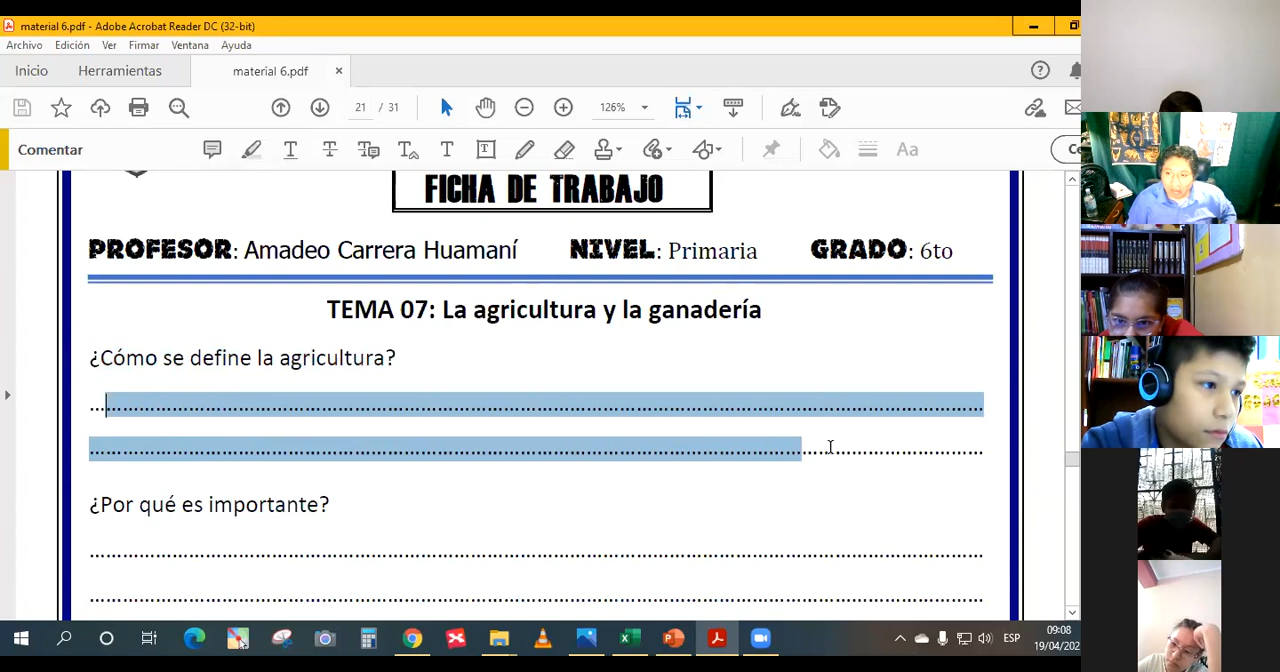 material 6.pdf - Adobe Acrobat Reader DC (32-bit)
Archivo Edición Ver Firmar Ventana Ayuda
Inicio Herramientas material 6.pdf ×
21 / 31 126%
Comentar Aa
FICHA DE TRABAJO
PROFESOR: Amadeo Carrera Huamaní NIVEL: Primaria GRADO: 6to
TEMA 07: La agricultura y la ganadería
¿Cómo se define la agricultura?
¿Por qué es importante?
ESP 09:08
19/04/202